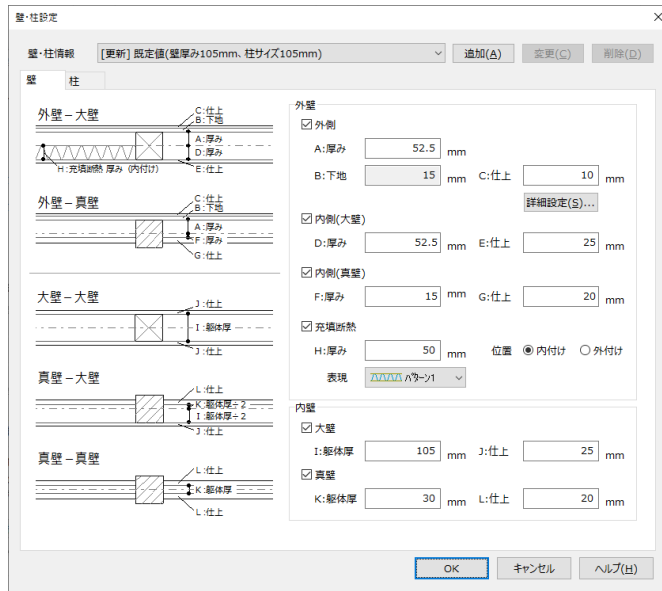 壁・柱設定
壁・柱情報 [更新] 既定値(壁厚み105mm、柱サイズ105mm) 追加(A) 変更(C) 削除(D)
壁 柱
外壁－大壁
C:仕上
B:下地
A:厚み
D:厚み
H:充填断熱 厚み (内付け)
E:仕上
外壁－真壁
C:仕上
B:下地
A:厚み
F:厚み
G:仕上
大壁－大壁
J:仕上
I:躯体厚
J:仕上
真壁－大壁
L:仕上
K:躯体厚÷2
I:躯体厚÷2
J:仕上
真壁－真壁
L:仕上
K:躯体厚
L:仕上
外壁
外側
A:厚み 52.5 mm
B:下地 15 mm C:仕上 10 mm
詳細設定(S)...
内側(大壁)
D:厚み 52.5 mm E:仕上 25 mm
内側(真壁)
F:厚み 15 mm G:仕上 20 mm
充填断熱
H:厚み 50 mm 位置 内付け 外付け
表現 パターン1
内壁
大壁
I:躯体厚 105 mm J:仕上 25 mm
真壁
K:躯体厚 30 mm L:仕上 20 mm
OK キャンセル ヘルプ(H)